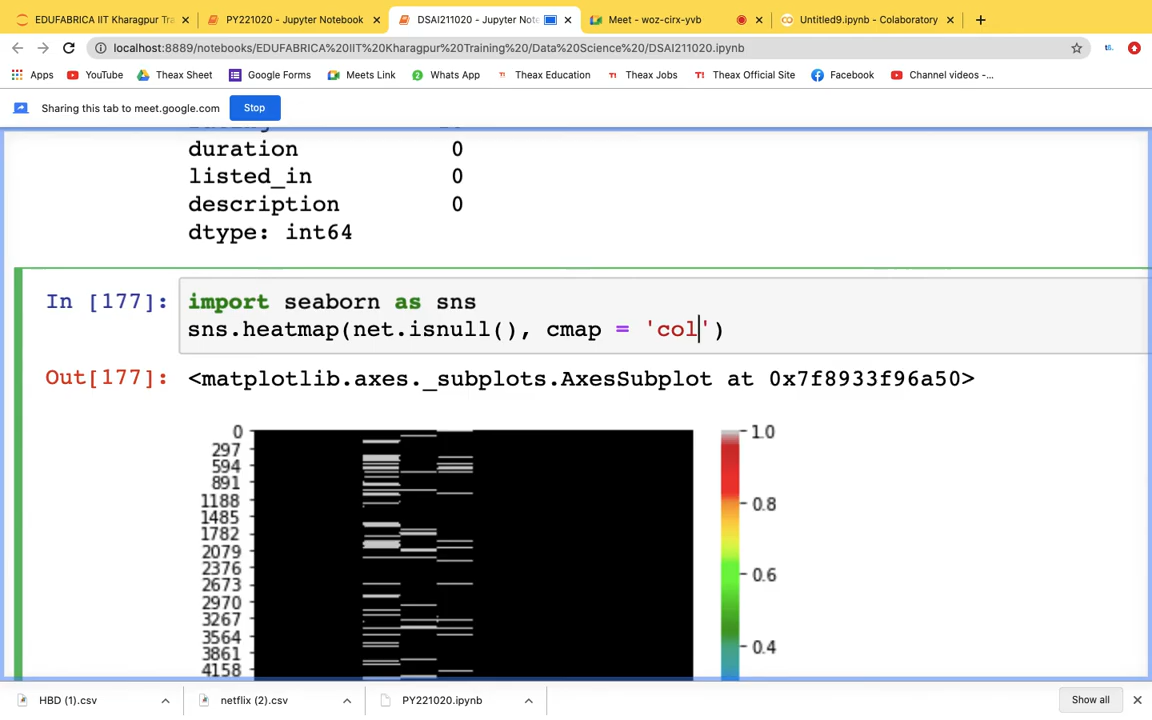 EDUFABRICA IIT Kharagpur Tra
PY221020 - Jupyter Notebook
DSAI211020 - Jupyter Note
Meet - woz-cirx-yvb
Untitled9.ipynb - Colaboratory
localhost:8889/notebooks/EDUFABRICA%20IIT%20Kharagpur%20Training%20/Data%20Science%20/DSAI211020.ipynb
Apps YouTube Theax Sheet Google Forms Meets Link Whats App Theax Education Theax Jobs Theax Official Site Facebook Channel videos -...
Sharing this tab to meet.google.com Stop
duration 0
listed_in 0
description 0
dtype: int64
In [177]: import seaborn as sns
sns.heatmap(net.isnull(), cmap = 'col')
Out[177]: <matplotlib.axes._subplots.AxesSubplot at 0x7f8933f96a50>
0
297
594
891
1188
1485
1782
2079
2376
2673
2970
3267
3564
3861
4158
1.0
0.8
0.6
0.4
HBD (1).csv
netflix (2).csv
PY221020.ipynb
Show all